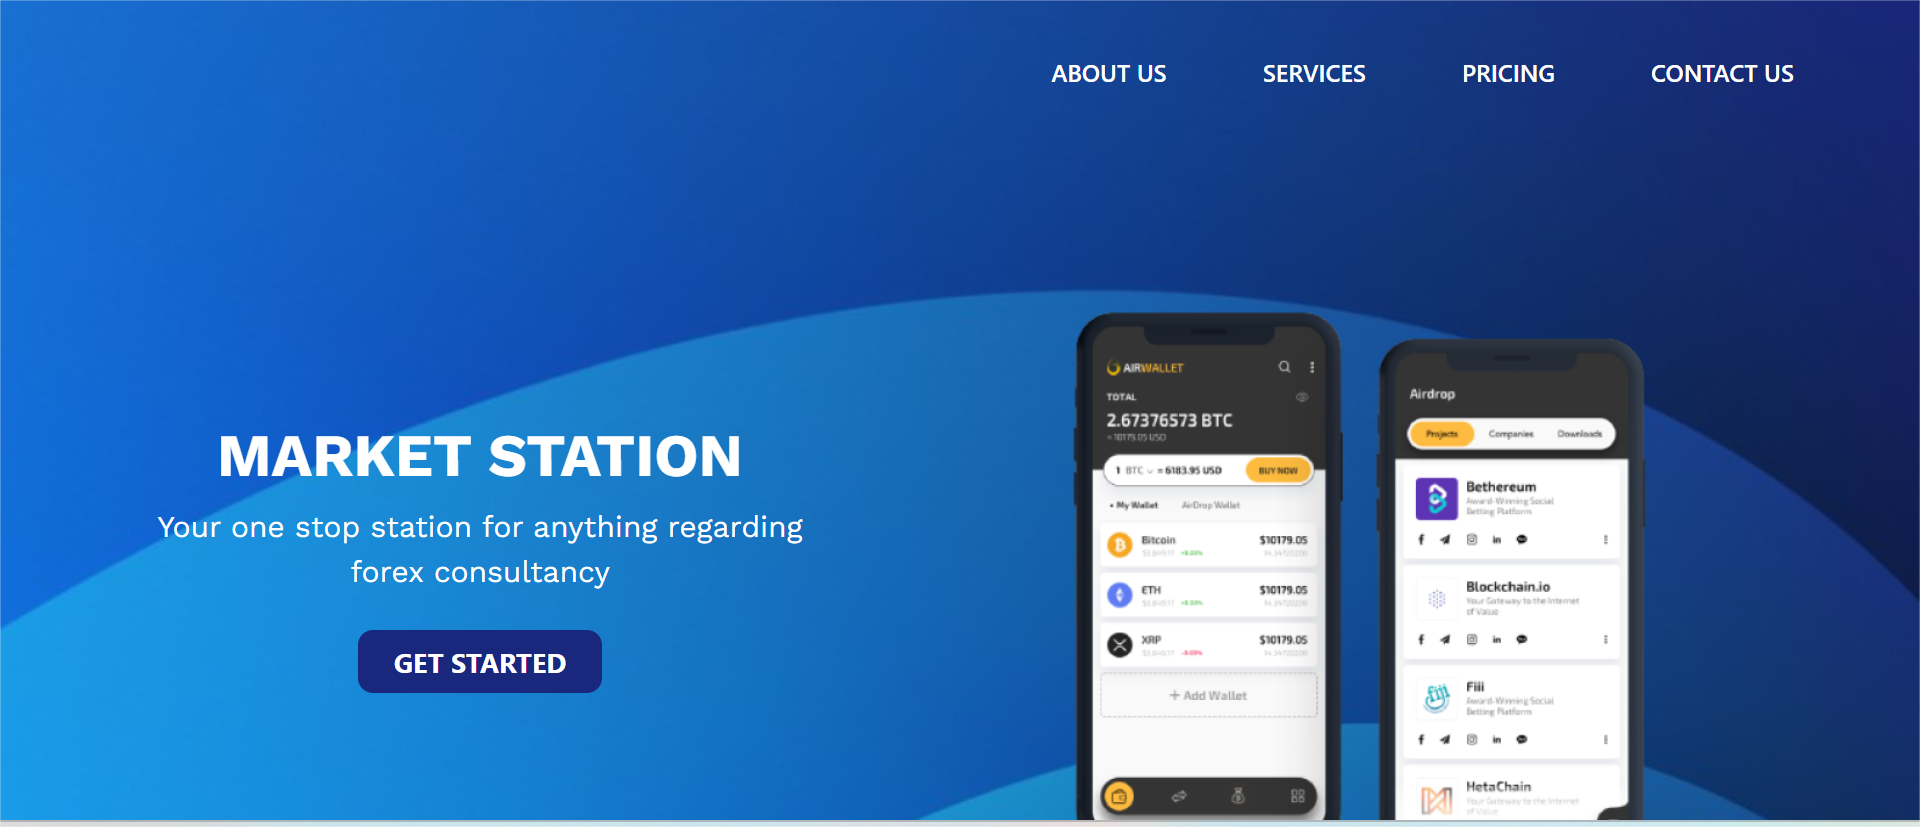 ABOUT US SERVICES PRICING CONTACT US
MARKET STATION
Your one stop station for anything regarding
forex consultancy
GET STARTED
AIRWALLET
TOTAL
2.67376573 BTC
≈ 10179.05 USD
1 BTC = 6183.95 USD BUY NOW
• My Wallet AirDrop Wallet
Bitcoin $10179.05
ETH $10179.05
XRP $10179.05
+ Add Wallet
Airdrop
Projects Companies Downloads
Bethereum
Award-Winning Social
Betting Platform
Blockchain.io
Your Gateway to the Internet
of Value
fiji
Fiii
Award-Winning Social
Betting Platform
HetaChain
Your Gateway to the Internet
of Value